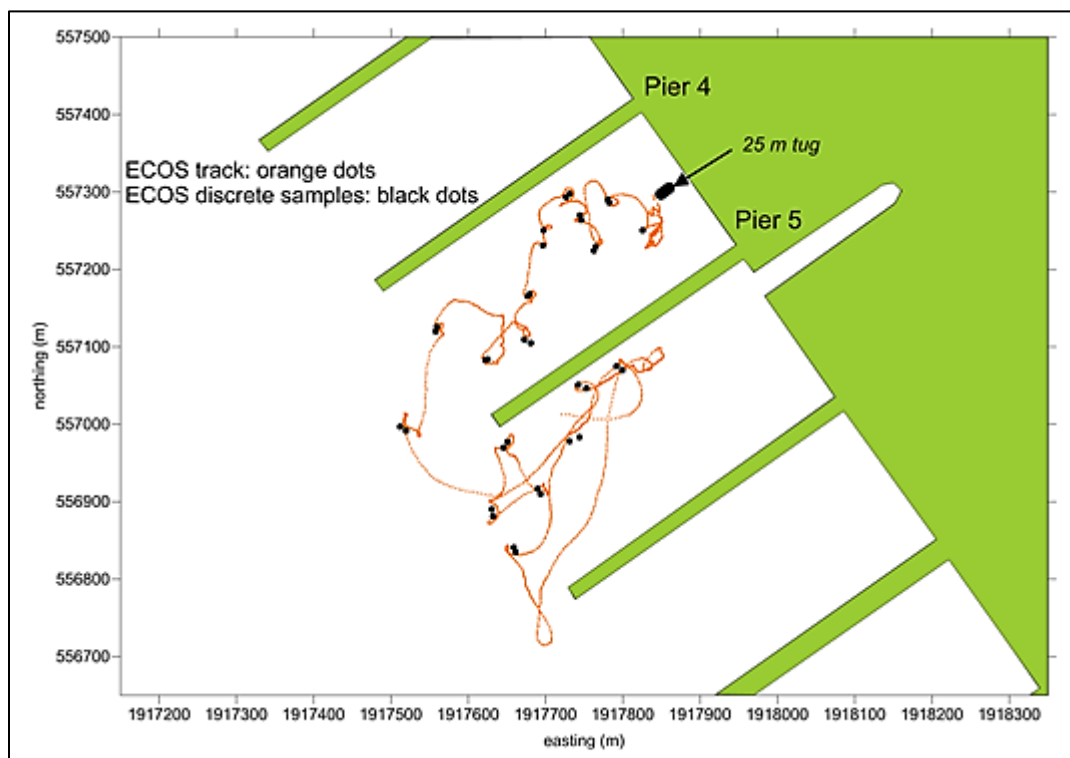 557500
557400
557300
557200
557100
557000
556900
556800
556700
northing (m)
Pier 4
25 m tug
ECOS track: orange dots
ECOS discrete samples: black dots
Pier 5
1917200 1917300 1917400 1917500 1917600 1917700 1917800 1917900 1918000 1918100 1918200 1918300
easting (m)